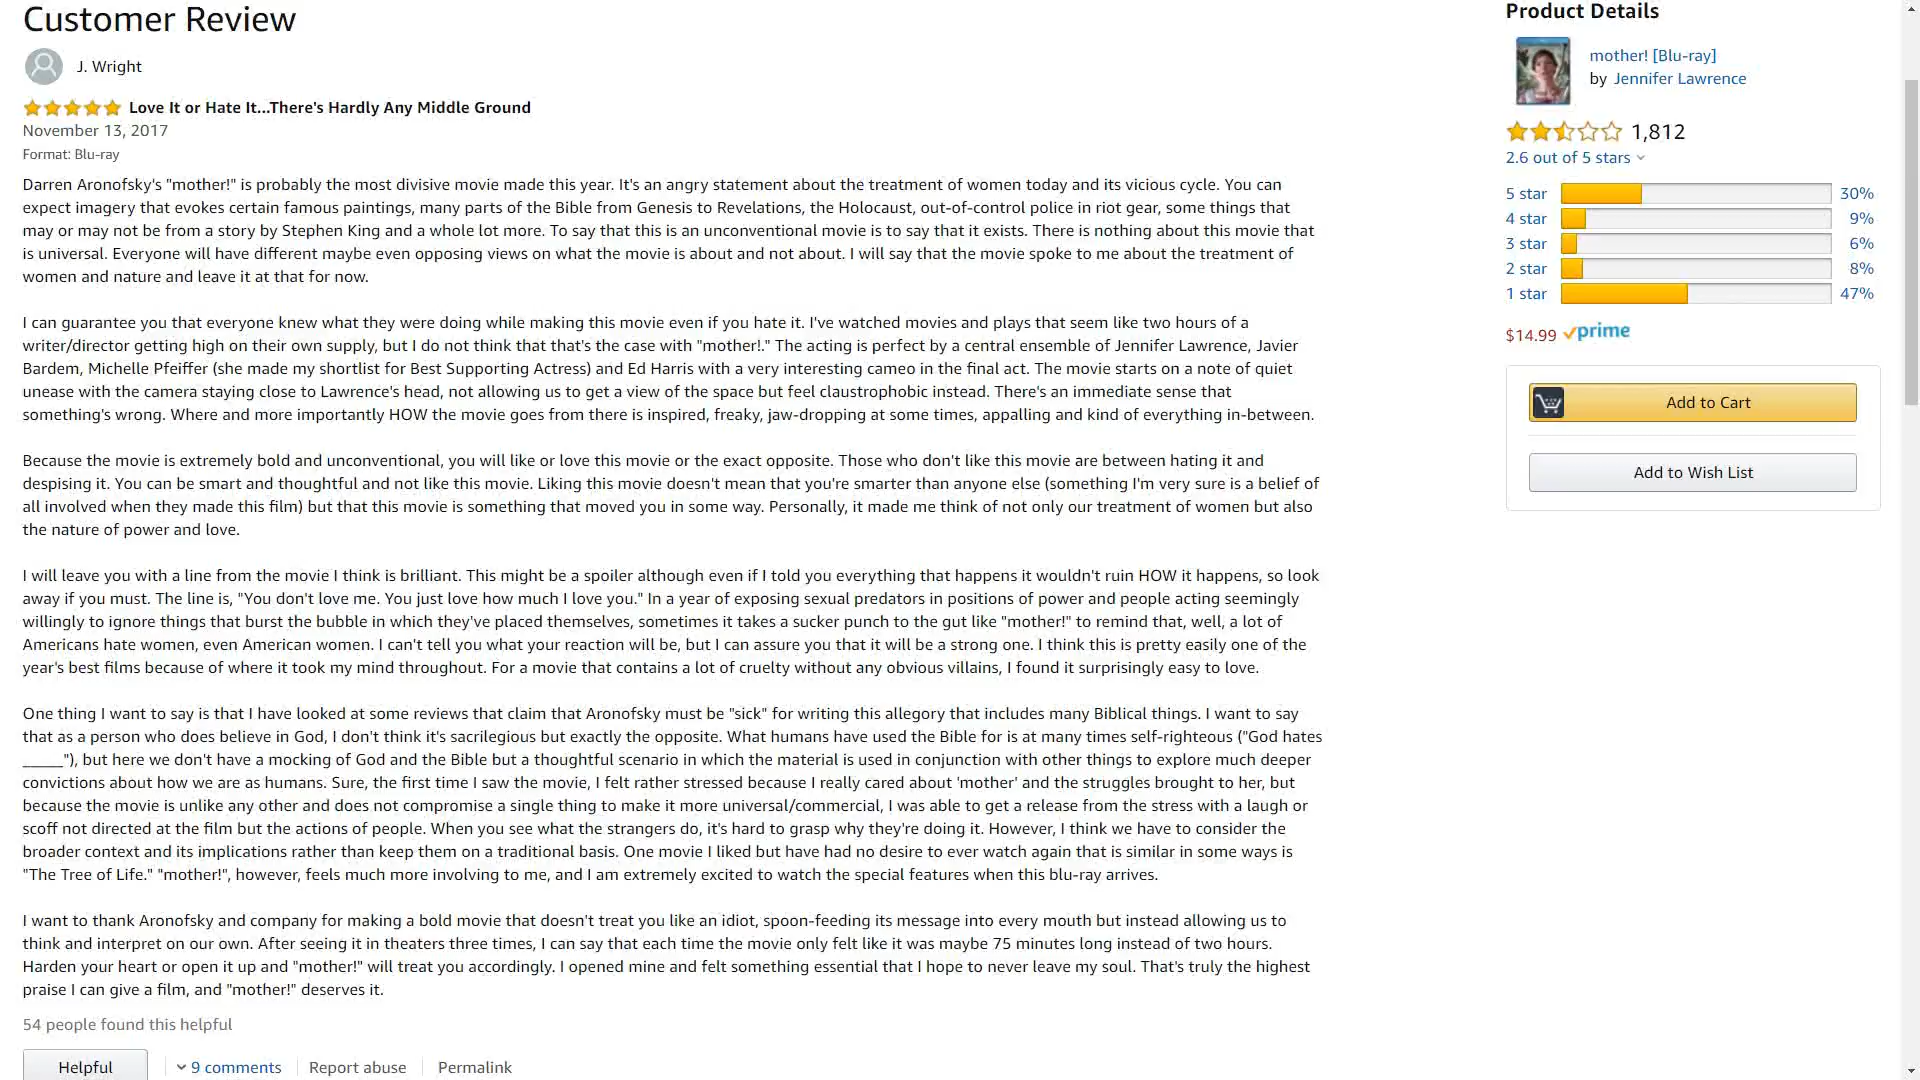 Customer Review
J. Wright
Love It or Hate It...There's Hardly Any Middle Ground
November 13, 2017
Format: Blu-ray
Darren Aronofsky's "mother!" is probably the most divisive movie made this year. It's an angry statement about the treatment of women today and its vicious cycle. You can
expect imagery that evokes certain famous paintings, many parts of the Bible from Genesis to Revelations, the Holocaust, out-of-control police in riot gear, some things that
may or may not be from a story by Stephen King and a whole lot more. To say that this is an unconventional movie is to say that it exists. There is nothing about this movie that
is universal. Everyone will have different maybe even opposing views on what the movie is about and not about. I will say that the movie spoke to me about the treatment of
women and nature and leave it at that for now.
I can guarantee you that everyone knew what they were doing while making this movie even if you hate it. I've watched movies and plays that seem like two hours of a
writer/director getting high on their own supply, but I do not think that that's the case with "mother!." The acting is perfect by a central ensemble of Jennifer Lawrence, Javier
Bardem, Michelle Pfeiffer (she made my shortlist for Best Supporting Actress) and Ed Harris with a very interesting cameo in the final act. The movie starts on a note of quiet
unease with the camera staying close to Lawrence's head, not allowing us to get a view of the space but feel claustrophobic instead. There's an immediate sense that
something's wrong. Where and more importantly HOW the movie goes from there is inspired, freaky, jaw-dropping at some times, appalling and kind of everything in-between.
Because the movie is extremely bold and unconventional, you will like or love this movie or the exact opposite. Those who don't like this movie are between hating it and
despising it. You can be smart and thoughtful and not like this movie. Liking this movie doesn't mean that you're smarter than anyone else (something I'm very sure is a belief of
all involved when they made this film) but that this movie is something that moved you in some way. Personally, it made me think of not only our treatment of women but also
the nature of power and love.
I will leave you with a line from the movie I think is brilliant. This might be a spoiler although even if I told you everything that happens it wouldn't ruin HOW it happens, so look
away if you must. The line is, "You don't love me. You just love how much I love you." In a year of exposing sexual predators in positions of power and people acting seemingly
willingly to ignore things that burst the bubble in which they've placed themselves, sometimes it takes a sucker punch to the gut like "mother!" to remind that, well, a lot of
Americans hate women, even American women. I can't tell you what your reaction will be, but I can assure you that it will be a strong one. I think this is pretty easily one of the
year's best films because of where it took my mind throughout. For a movie that contains a lot of cruelty without any obvious villains, I found it surprisingly easy to love.
One thing I want to say is that I have looked at some reviews that claim that Aronofsky must be "sick" for writing this allegory that includes many Biblical things. I want to say
that as a person who does believe in God, I don't think it's sacrilegious but exactly the opposite. What humans have used the Bible for is at many times self-righteous ("God hates
_____"), but here we don't have a mocking of God and the Bible but a thoughtful scenario in which the material is used in conjunction with other things to explore much deeper
convictions about how we are as humans. Sure, the first time I saw the movie, I felt rather stressed because I really cared about 'mother' and the struggles brought to her, but
because the movie is unlike any other and does not compromise a single thing to make it more universal/commercial, I was able to get a release from the stress with a laugh or
scoff not directed at the film but the actions of people. When you see what the strangers do, it's hard to grasp why they're doing it. However, I think we have to consider the
broader context and its implications rather than keep them on a traditional basis. One movie I liked but have had no desire to ever watch again that is similar in some ways is
"The Tree of Life." "mother!", however, feels much more involving to me, and I am extremely excited to watch the special features when this blu-ray arrives.
I want to thank Aronofsky and company for making a bold movie that doesn't treat you like an idiot, spoon-feeding its message into every mouth but instead allowing us to
think and interpret on our own. After seeing it in theaters three times, I can say that each time the movie only felt like it was maybe 75 minutes long instead of two hours.
Harden your heart or open it up and "mother!" will treat you accordingly. I opened mine and felt something essential that I hope to never leave my soul. That's truly the highest
praise I can give a film, and "mother!" deserves it.
54 people found this helpful
Helpful
9 comments
Report abuse
Permalink
Product Details
mother! [Blu-ray]
by Jennifer Lawrence
1,812
2.6 out of 5 stars
5 star 30%
4 star 9%
3 star 6%
2 star 8%
1 star 47%
$14.99 prime
Add to Cart
Add to Wish List